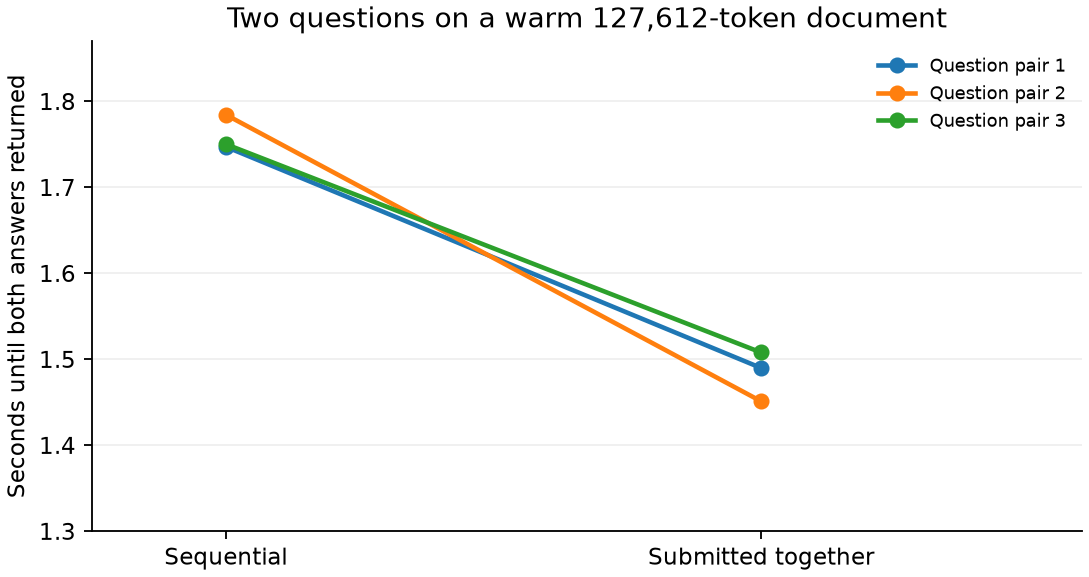 Two questions on a warm 127,612-token document
Question pair 1
Question pair 2
Question pair 3
Seconds until both answers returned
1.8
1.7
1.6
1.5
1.4
1.3
Sequential
Submitted together